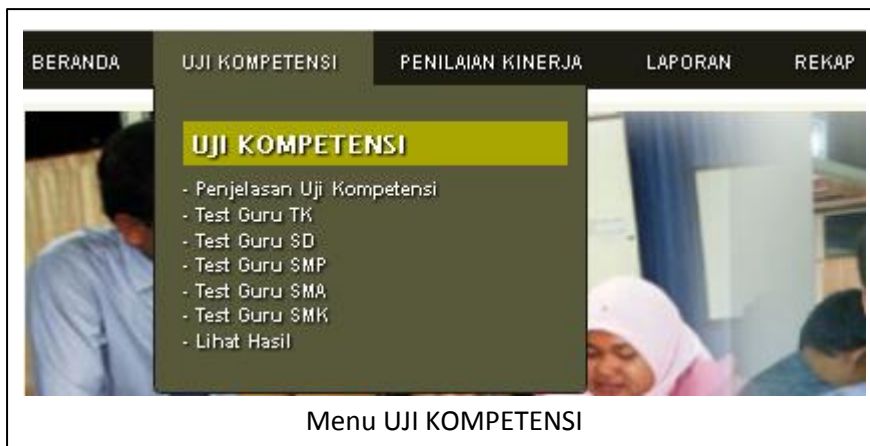 BERANDA UJI KOMPETENSI PENILAIAN KINERJA LAPORAN REKAP
UJI KOMPETENSI
- Penjelasan Uji Kompetensi
- Test Guru TK
- Test Guru SD
- Test Guru SMP
- Test Guru SMA
- Test Guru SMK
- Lihat Hasil
Menu UJI KOMPETENSI